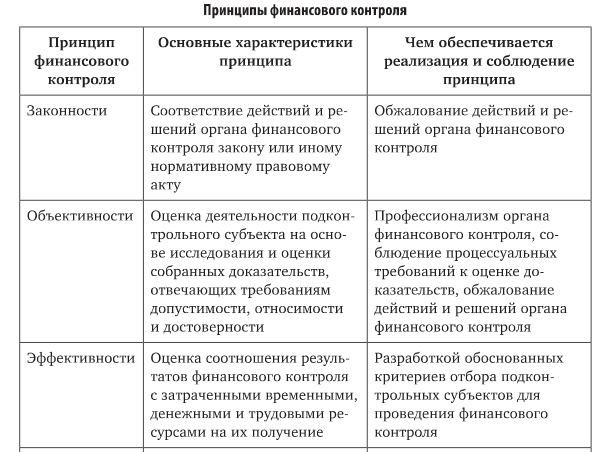 Принципы финансового контроля
Принцип
финансового
контроля
Основные характеристики
принципа
Чем обеспечивается
реализация и соблюдение
принципа
Законности
Соответствие действий и ре-
шений органа финансового
контроля закону или иному
нормативному правовому
акту
Обжалование действий и ре-
шений органа финансового
контроля
Объективности
Оценка деятельности подкон-
трольного субъекта на осно-
ве исследования и оценки
собранных доказательств,
отвечающих требованиям
допустимости, относимости
и достоверности
Профессионализм органа
финансового контроля, со-
блюдение процессуальных
требований к оценке до-
казательств, обжалование
действий и решений органа
финансового контроля
Эффективности
Оценка соотношения резуль-
татов финансового контроля
с затраченными временными,
денежными и трудовыми ре-
сурсами на их получение
Разработкой обоснованных
критериев отбора подкон-
трольных субъектов для
проведения финансового
контроля